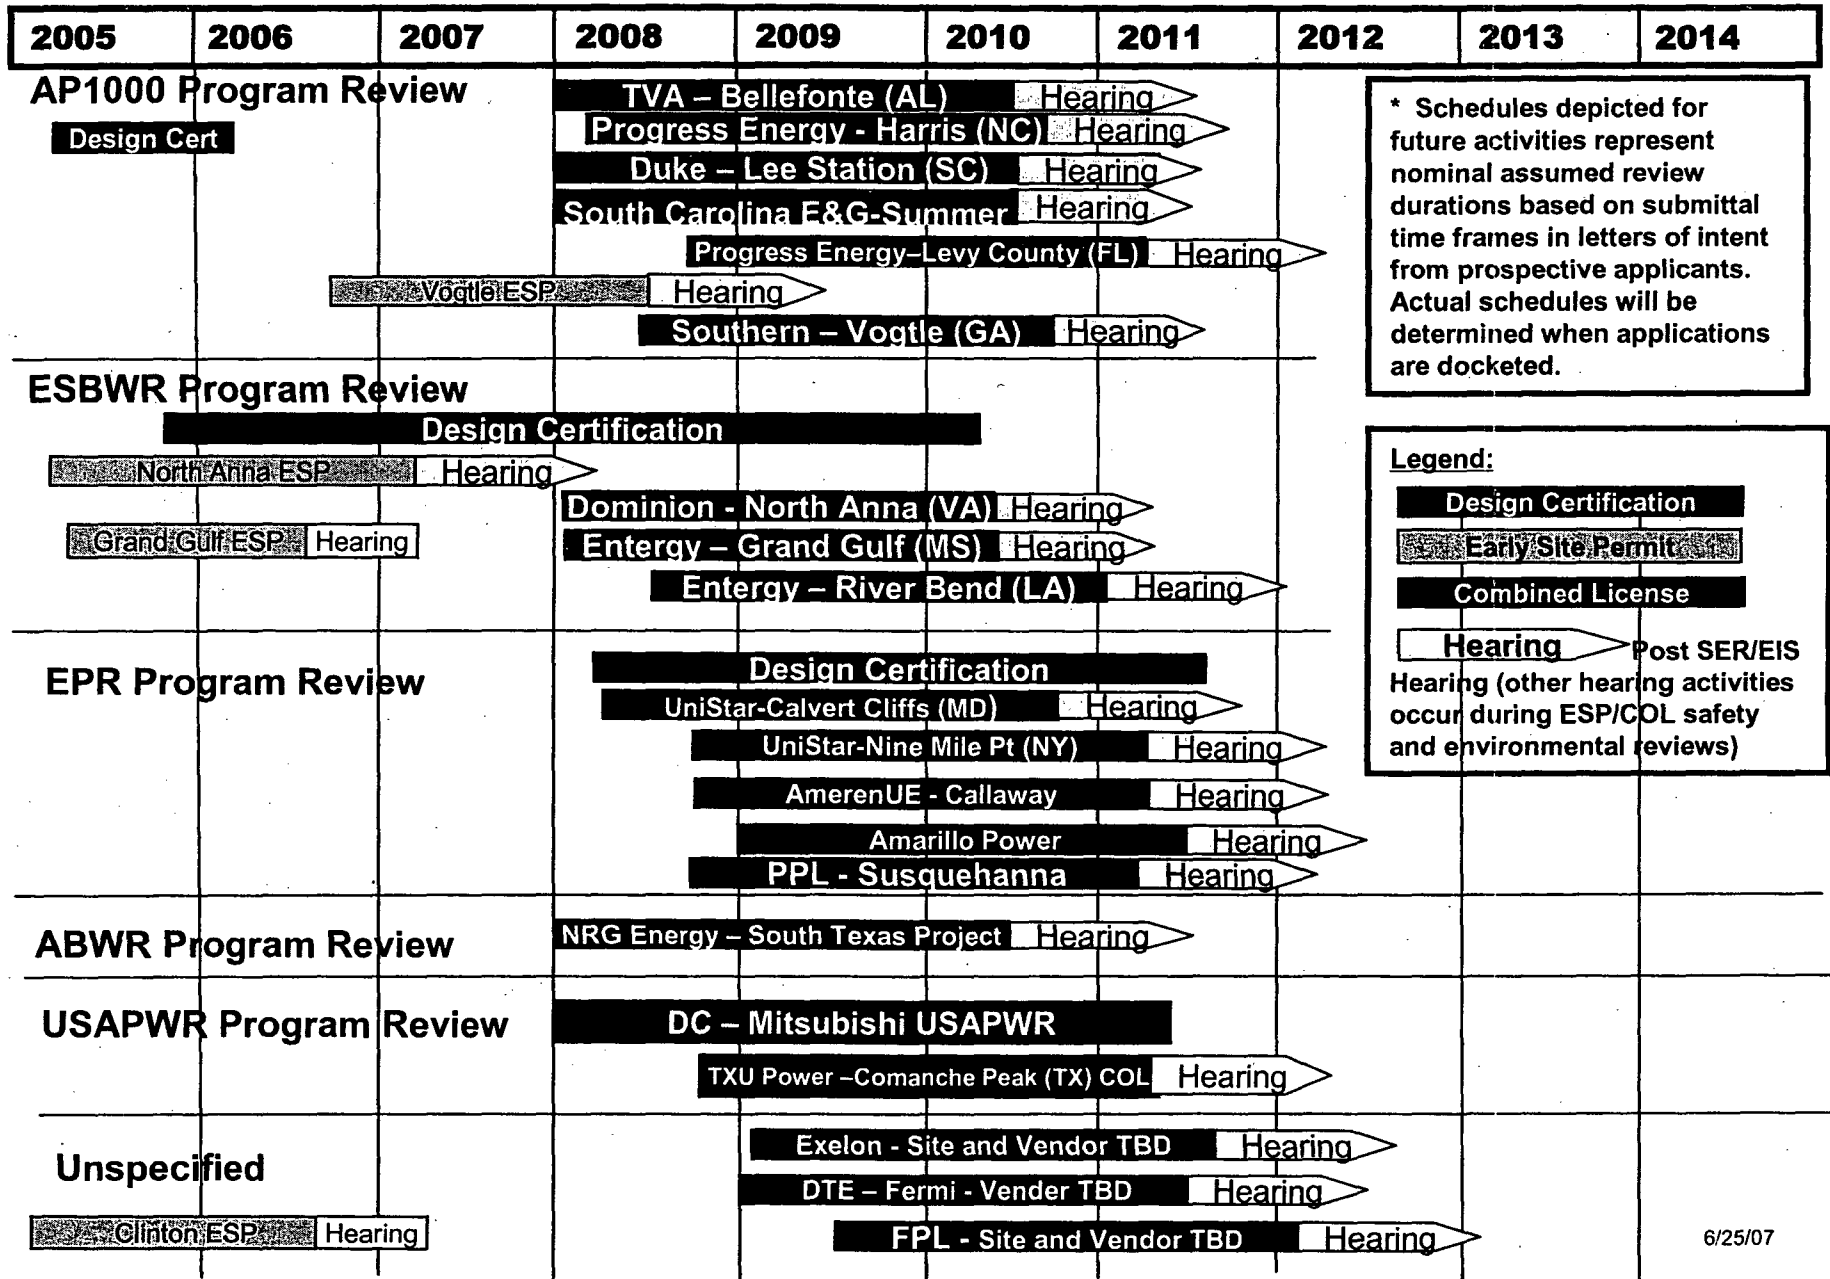 2005 2006 2007 2008 2009 2010 2011 2012 2013 2014
AP1000 Program Review
TVA – Bellefonte (AL) Hearing
Design Cert
Progress Energy - Harris (NC) Hearing
Duke – Lee Station (SC) Hearing
South Carolina E&G-Summer Hearing
Progress Energy–Levy County (FL) Hearing
Vogtle ESP Hearing
Southern – Vogtle (GA) Hearing
* Schedules depicted for
future activities represent
nominal assumed review
durations based on submittal
time frames in letters of intent
from prospective applicants.
Actual schedules will be
determined when applications
are docketed.
ESBWR Program Review
Design Certification
North Anna ESP Hearing
Dominion - North Anna (VA) Hearing
Grand Gulf ESP Hearing
Entergy – Grand Gulf (MS) Hearing
Entergy – River Bend (LA) Hearing
Legend:
Design Certification
Early Site Permit
Combined License
Hearing Post SER/EIS
Hearing (other hearing activities
occur during ESP/COL safety
and environmental reviews)
EPR Program Review
Design Certification
UniStar-Calvert Cliffs (MD) Hearing
UniStar-Nine Mile Pt (NY) Hearing
AmerenUE - Callaway Hearing
Amarillo Power Hearing
PPL - Susquehanna Hearing
ABWR Program Review
NRG Energy – South Texas Project Hearing
USAPWR Program Review
DC – Mitsubishi USAPWR
TXU Power –Comanche Peak (TX) COL Hearing
Unspecified
Exelon - Site and Vendor TBD Hearing
DTE – Fermi - Vender TBD Hearing
Clinton ESP Hearing
FPL - Site and Vendor TBD Hearing
6/25/07